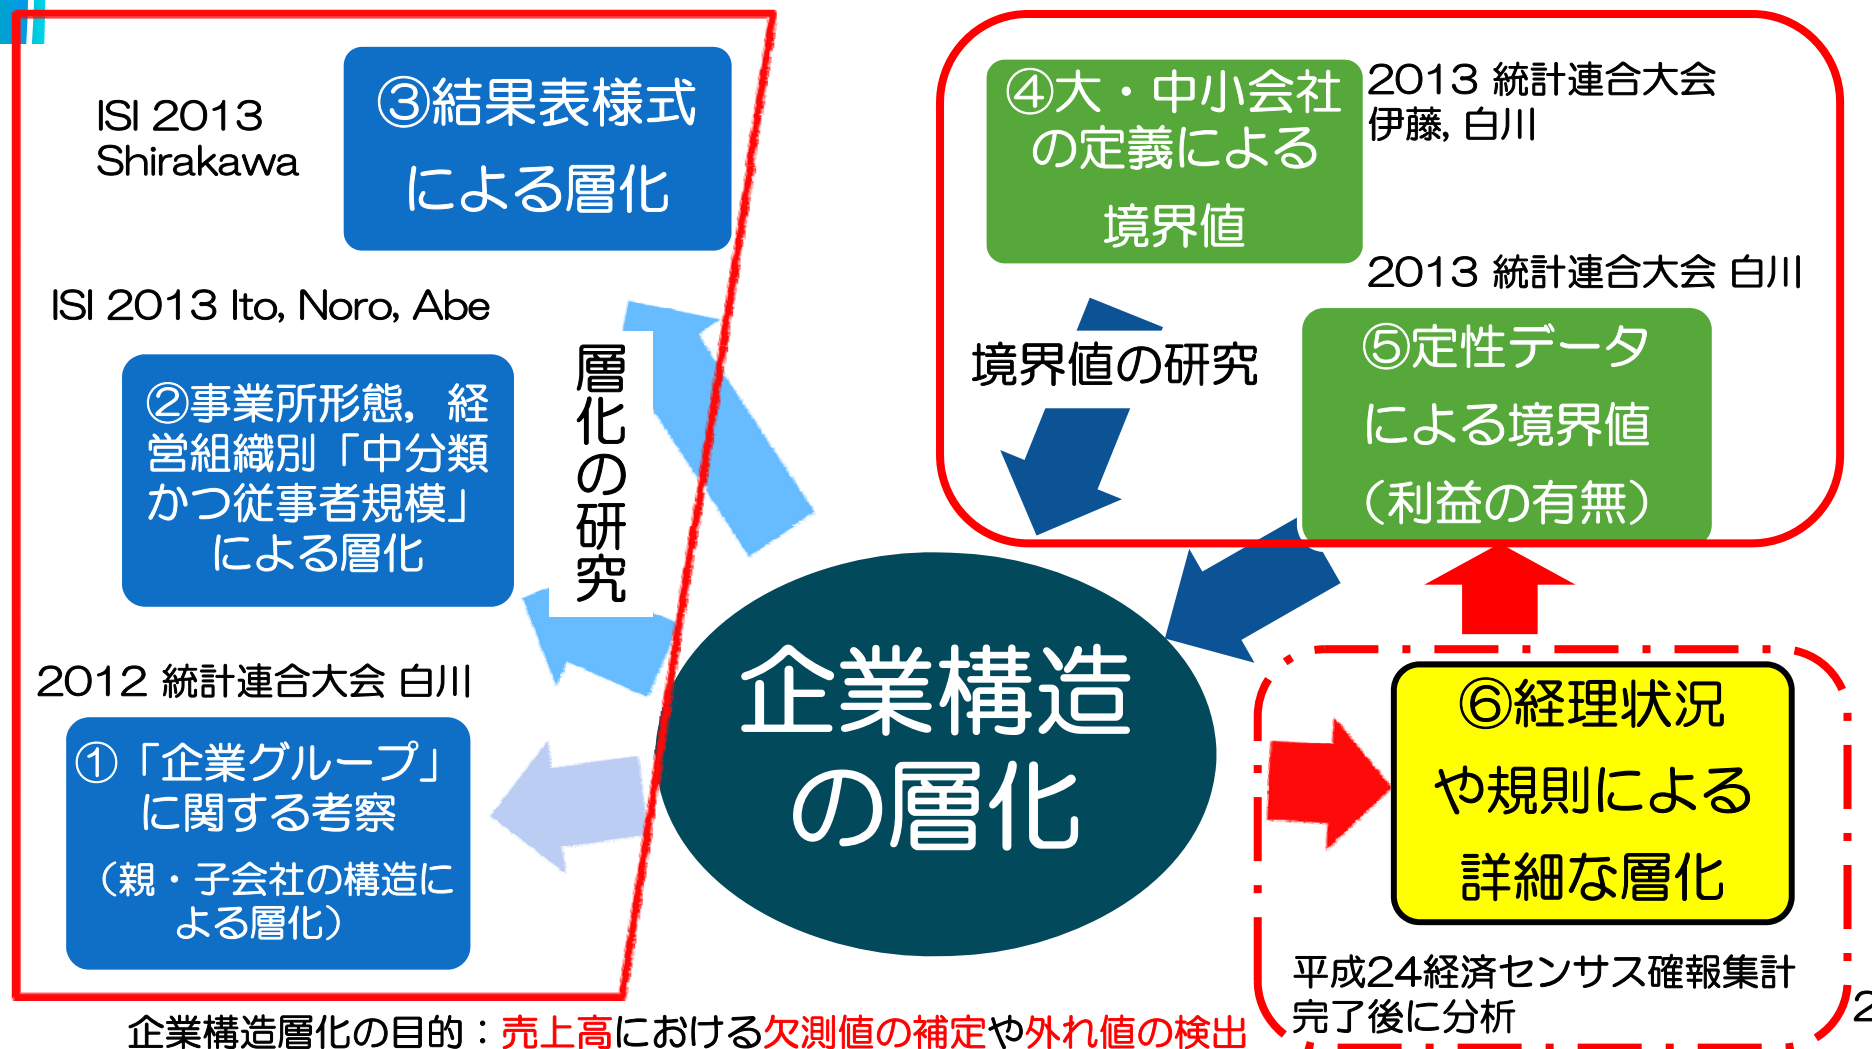 ISI 2013
Shirakawa
③結果表様式
による層化
ISI 2013 Ito, Noro, Abe
②事業所形態，経
営組織別「中分類
かつ従事者規模」
による層化
層化の研究
2012 統計連合大会 白川
①「企業グループ」
に関する考察
（親・子会社の構造に
よる層化）
企業構造
の層化
④大・中小会社
の定義による
境界値
2013 統計連合大会
伊藤, 白川
2013 統計連合大会 白川
境界値の研究
⑤定性データ
による境界値
（利益の有無）
⑥経理状況
や規則による
詳細な層化
平成24経済センサス確報集計
完了後に分析
企業構造層化の目的：売上高における欠測値の補定や外れ値の検出